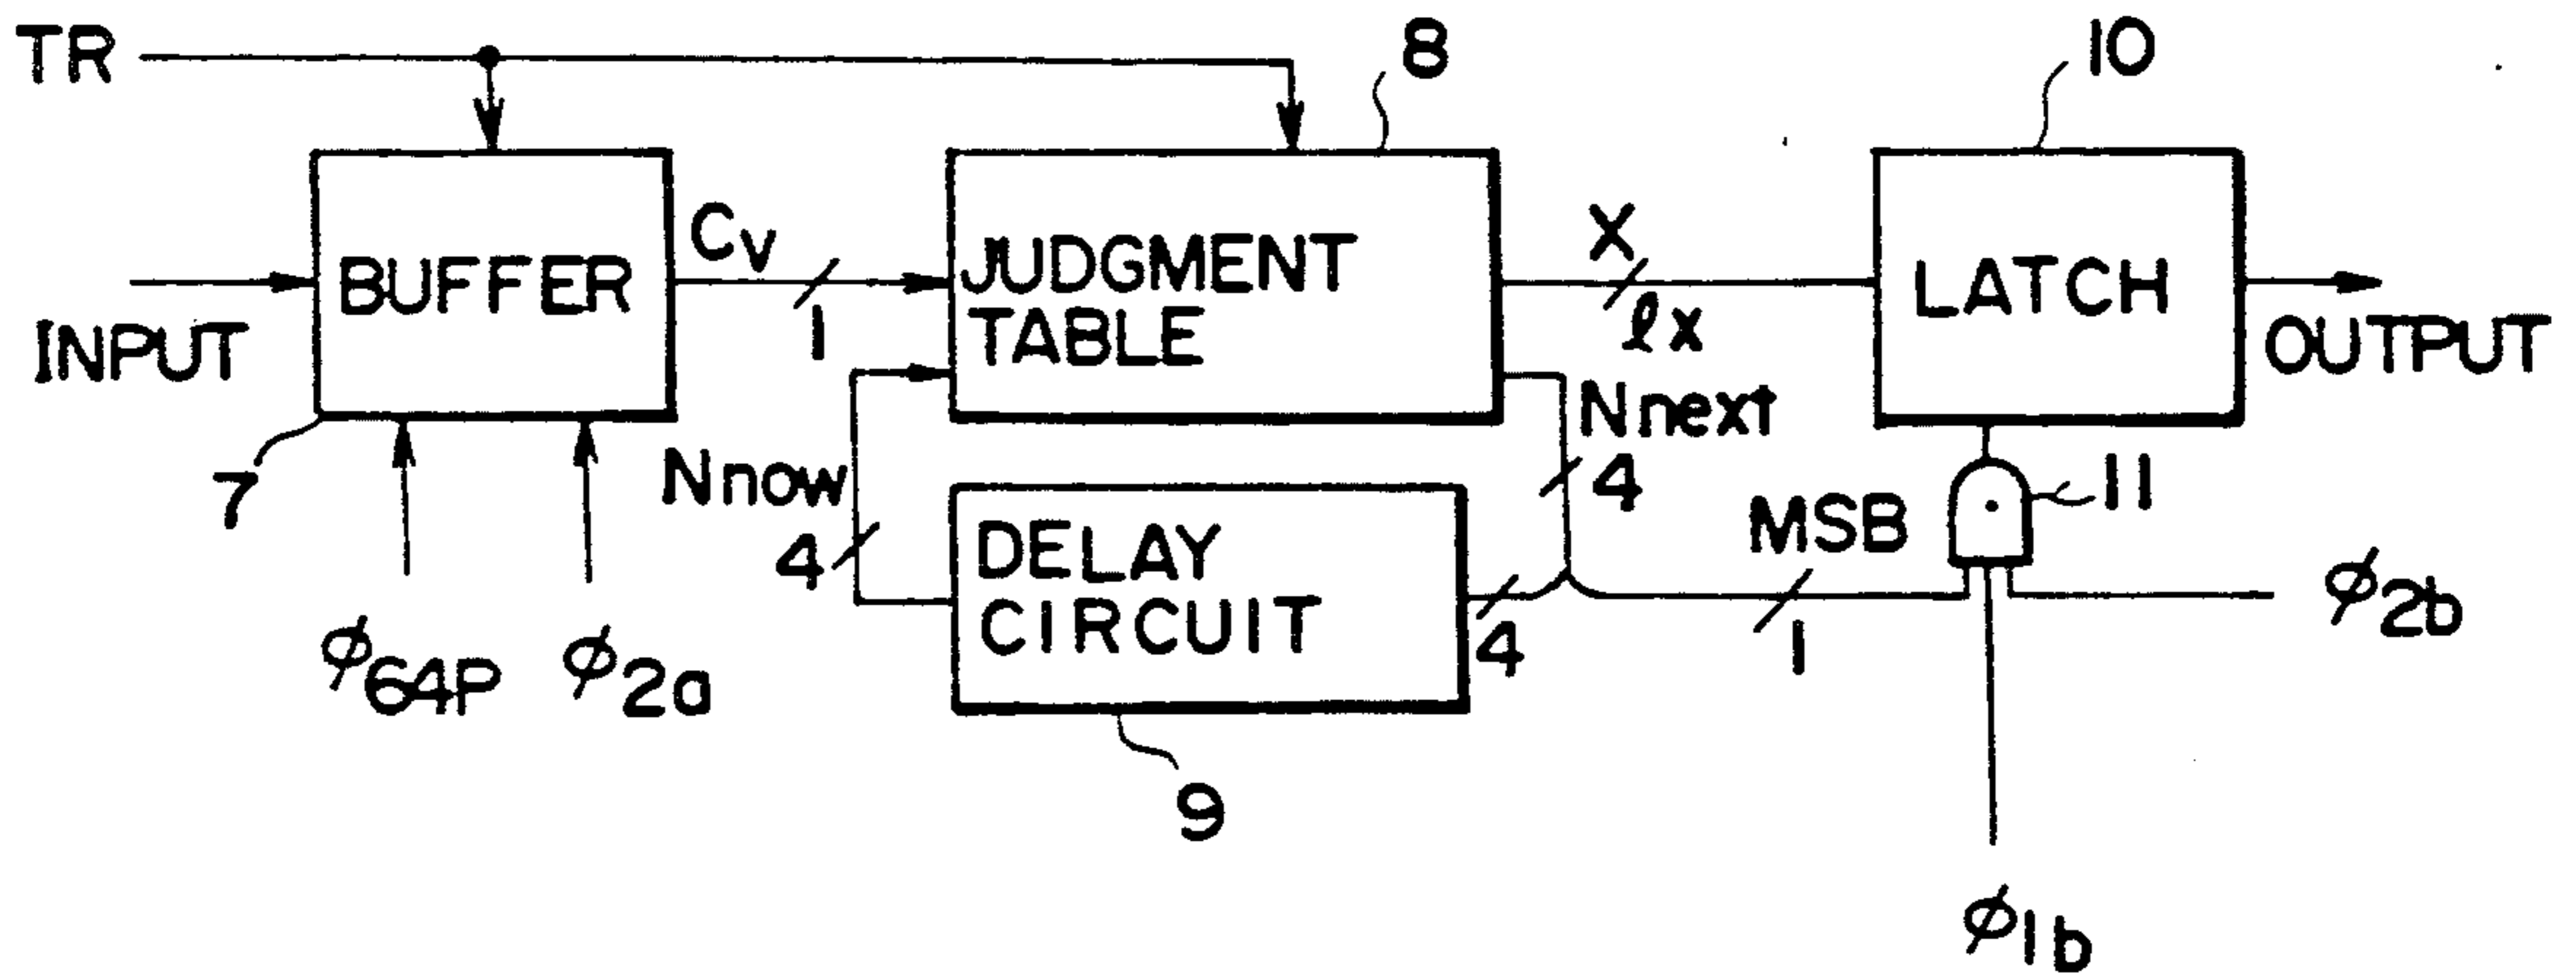 TR
8
10
BUFFER
Cv
1
JUDGMENT
TABLE
X
ℓx
LATCH
INPUT
OUTPUT
7
Nnow
4
Nnext
4
DELAY
CIRCUIT
4
MSB
1
11
ϕ2b
ϕ64P
ϕ2a
9
ϕ1b